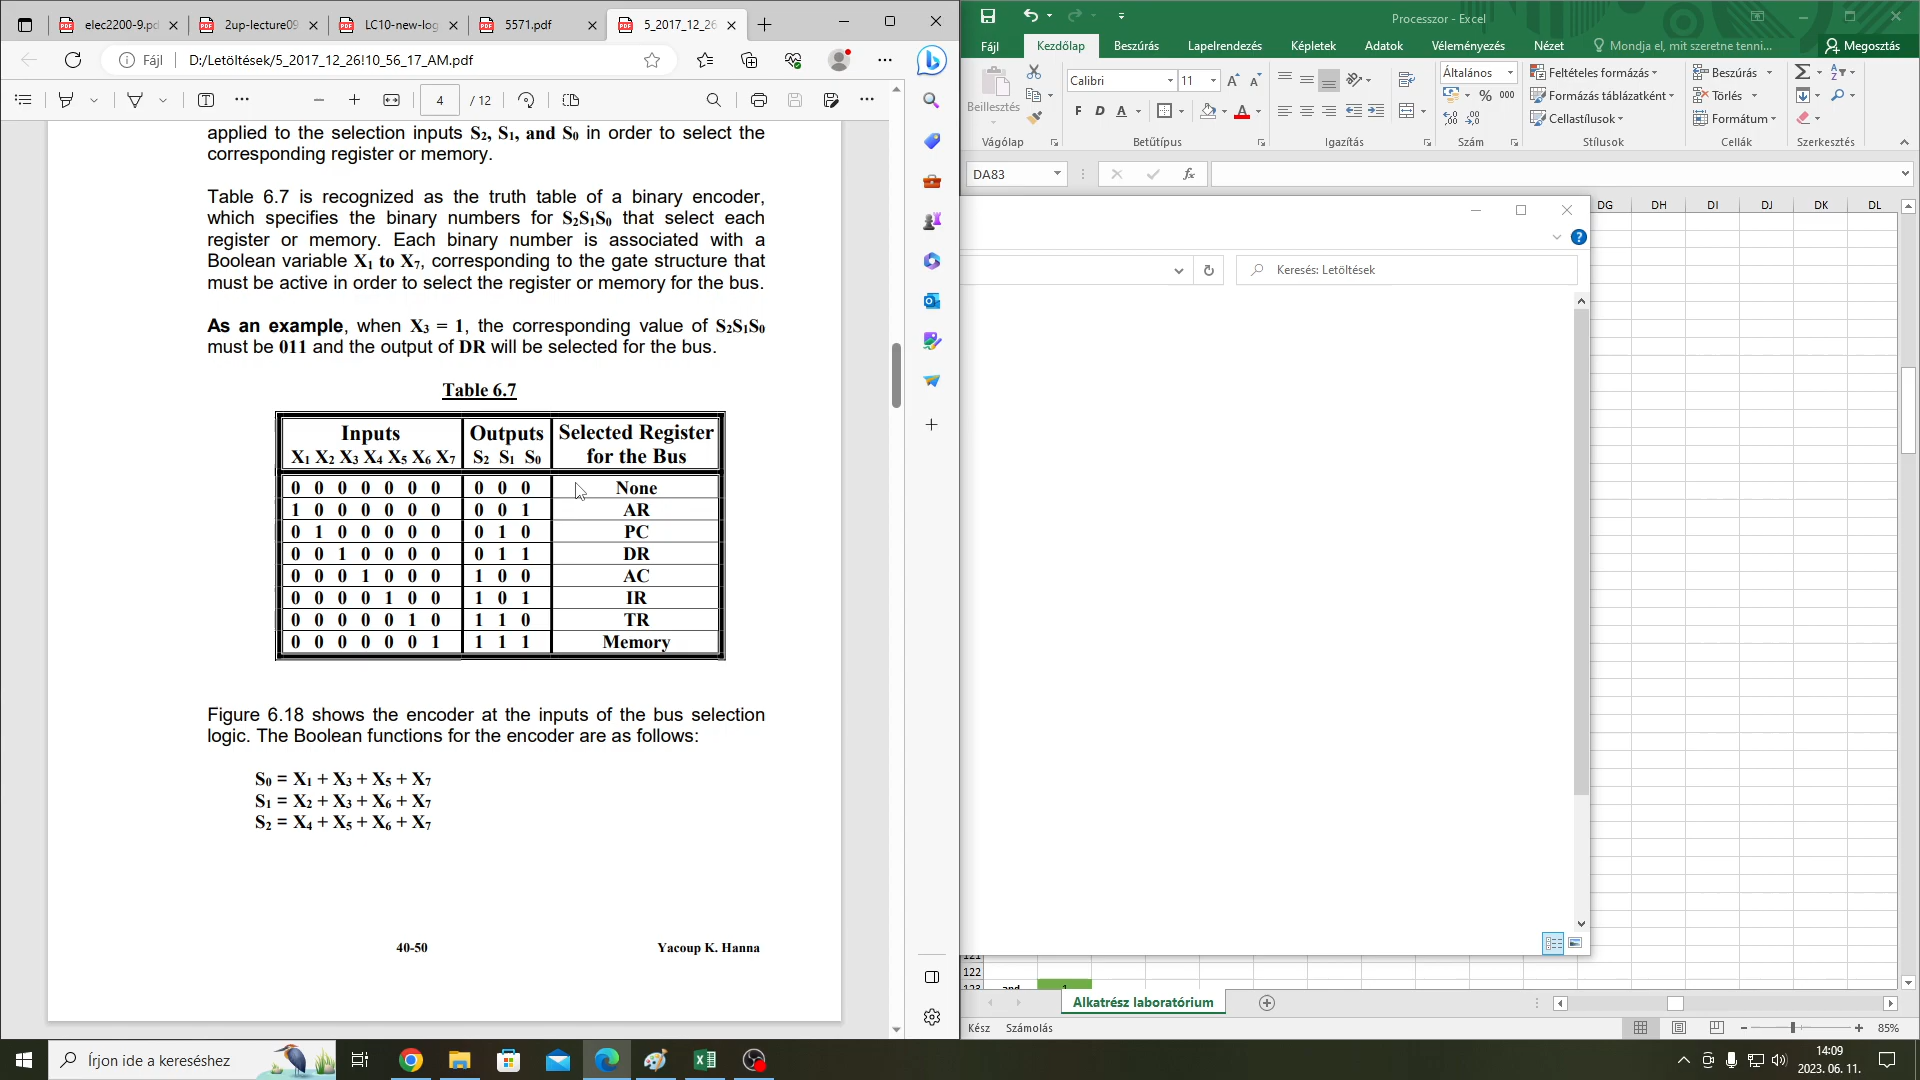 elec2200-9.pd
2up-lecture09
LC10-new-log
5571.pdf
5_2017_12_26
Fájl
D:/Letöltések/5_2017_12_26!10_56_17_AM.pdf
4 / 12
applied to the selection inputs S2, S1, and S0 in order to select the
corresponding register or memory.
Table 6.7 is recognized as the truth table of a binary encoder,
which specifies the binary numbers for S2S1S0 that select each
register or memory. Each binary number is associated with a
Boolean variable X1 to X7, corresponding to the gate structure that
must be active in order to select the register or memory for the bus.
As an example, when X3 = 1, the corresponding value of S2S1S0
must be 011 and the output of DR will be selected for the bus.
Table 6.7
Inputs Outputs Selected Register
X1 X2 X3 X4 X5 X6 X7 S2 S1 S0 for the Bus
0 0 0 0 0 0 0 0 0 0 None
1 0 0 0 0 0 0 0 0 1 AR
0 1 0 0 0 0 0 0 1 0 PC
0 0 1 0 0 0 0 0 1 1 DR
0 0 0 1 0 0 0 1 0 0 AC
0 0 0 0 1 0 0 1 0 1 IR
0 0 0 0 0 1 0 1 1 0 TR
0 0 0 0 0 0 1 1 1 1 Memory
Figure 6.18 shows the encoder at the inputs of the bus selection
logic. The Boolean functions for the encoder are as follows:
S0 = X1 + X3 + X5 + X7
S1 = X2 + X3 + X6 + X7
S2 = X4 + X5 + X6 + X7
40-50 Yacoup K. Hanna
Processzor - Excel
Fájl Kezdőlap Beszúrás Lapelrendezés Képletek Adatok Véleményezés Nézet Mondja el, mit szeretne tenni... Megosztás
Beillesztés
Calibri 11
F D A
Általános
% 000
Feltételes formázás
Formázás táblázatként
Cellastílusok
Beszúrás
Törlés
Formátum
Vágólap Betűtípus Igazítás Szám Stílusok Cellák Szerkesztés
DA83 fx
DG DH DI DJ DK DL
Keresés: Letöltések
122
and 1
Alkatrész laboratórium
Kész Számolás 85%
Írjon ide a kereséshez
14:09
2023. 06. 11.